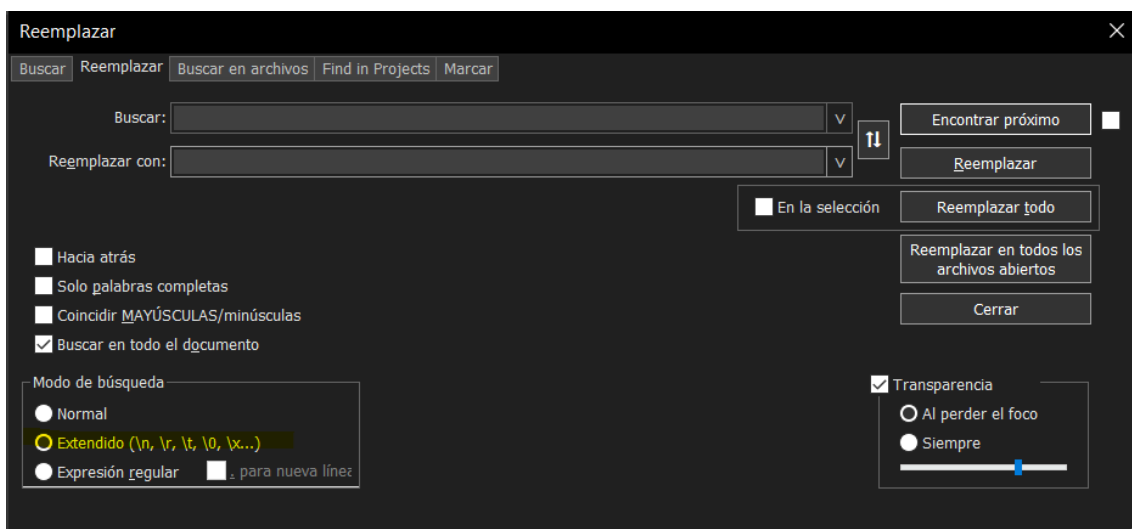 Reemplazar
Buscar Reemplazar Buscar en archivos Find in Projects Marcar
Buscar: Encontrar próximo
Reemplazar con: Reemplazar
En la selección Reemplazar todo
Hacia atrás Reemplazar en todos los
archivos abiertos
Solo palabras completas
Coincidir MAYÚSCULAS/minúsculas Cerrar
Buscar en todo el documento
Modo de búsqueda Transparencia
Normal Al perder el foco
Extendido (\n, \r, \t, \0, \x...) Siempre
Expresión regular . para nueva línea